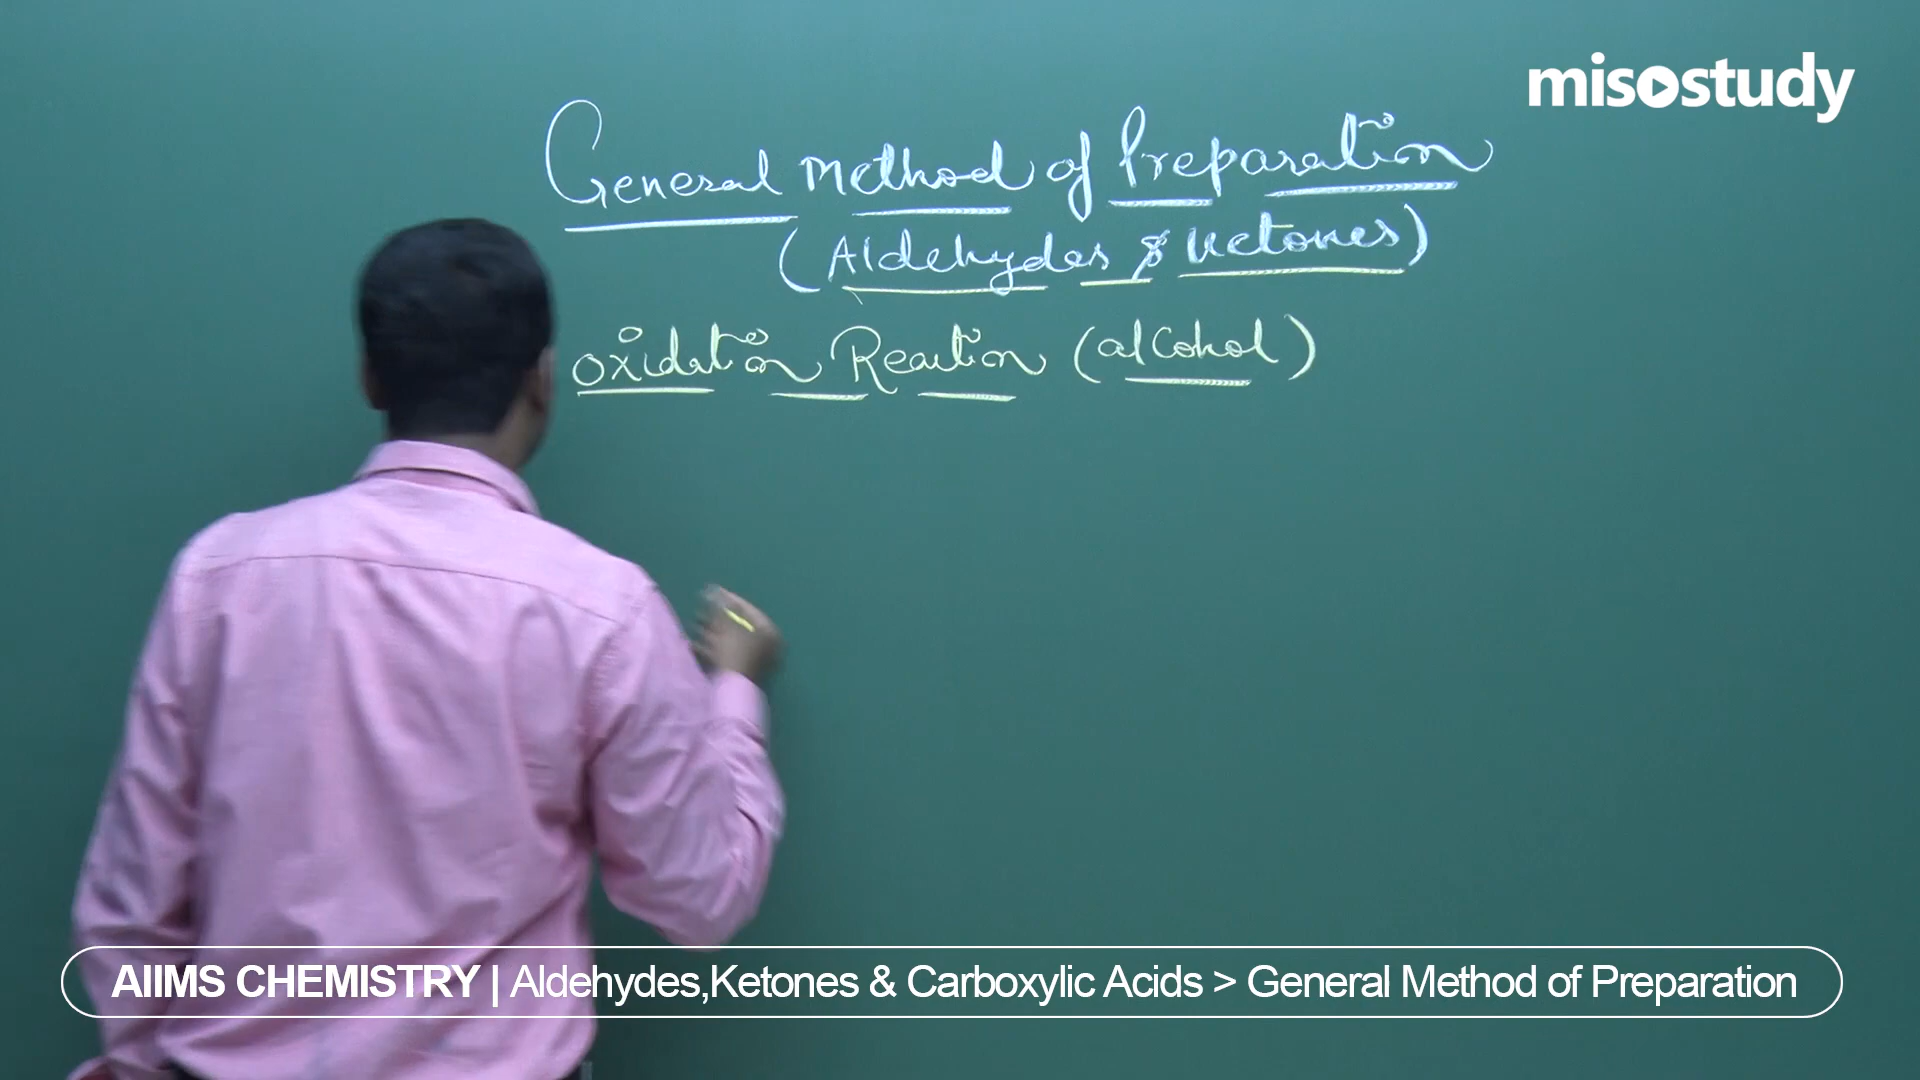 misostudy
General Method of Preparation
(Aldehydes & Ketones)
Oxidation Reaction (alcohol)
AIIMS CHEMISTRY | Aldehydes,Ketones & Carboxylic Acids > General Method of Preparation